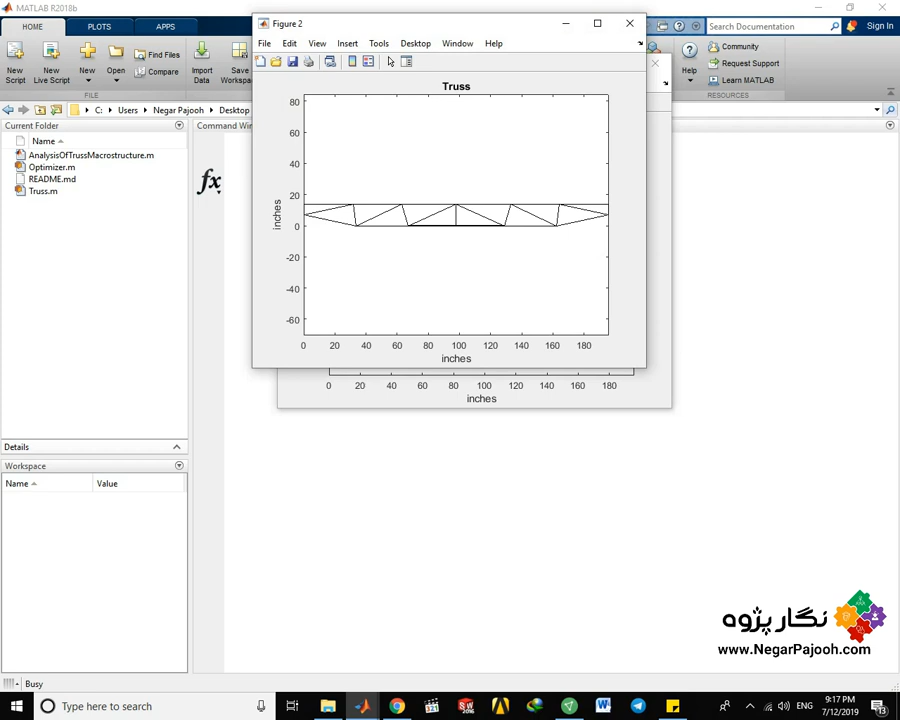 MATLAB R2018b
HOME PLOTS APPS
Search Documentation Sign In
New Script
New Live Script
New
Open
Find Files
Compare
Import Data
Save
FILE
Help
Community
Request Support
Learn MATLAB
RESOURCES
C: Users Negar Pajooh Desktop
Current Folder
Name
AnalysisOfTrussMacrostructure.m
Optimizer.m
README.md
Truss.m
Details
Workspace
Name Value
Busy
fx
Figure 2
File Edit View Insert Tools Desktop Window Help
Truss
80
60
40
20
0
-20
-40
-60
inches
0 20 40 60 80 100 120 140 160 180
inches
0 20 40 60 80 100 120 140 160 180
inches
نگار پژوه
www.NegarPajooh.com
Type here to search
ENG
9:17 PM
7/12/2019